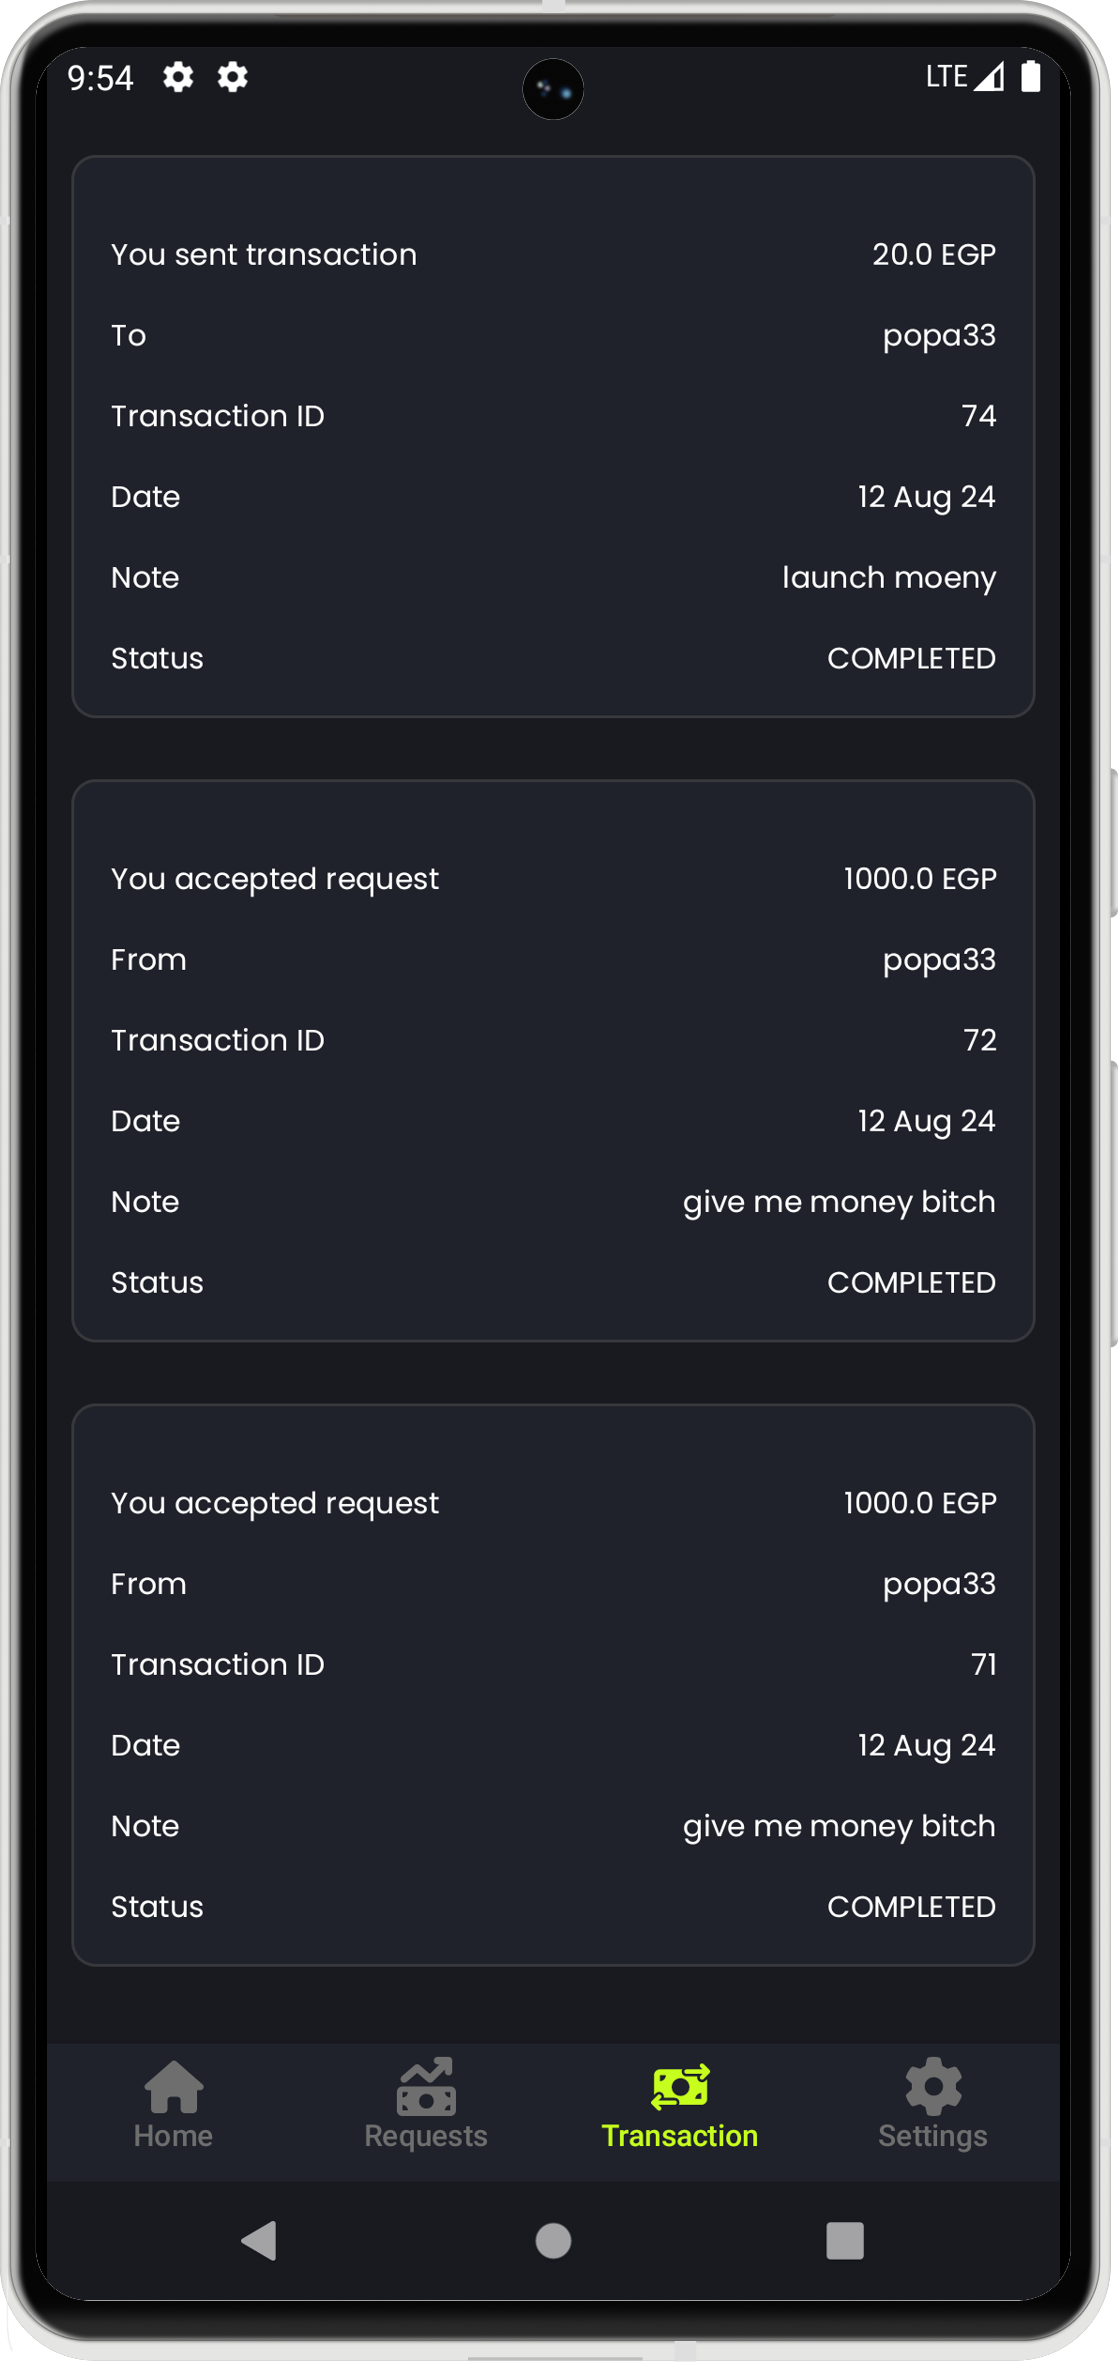 9:54 LTE
You sent transaction 20.0 EGP
To popa33
Transaction ID 74
Date 12 Aug 24
Note launch moeny
Status COMPLETED
You accepted request 1000.0 EGP
From popa33
Transaction ID 72
Date 12 Aug 24
Note give me money bitch
Status COMPLETED
You accepted request 1000.0 EGP
From popa33
Transaction ID 71
Date 12 Aug 24
Note give me money bitch
Status COMPLETED
Home Requests Transaction Settings